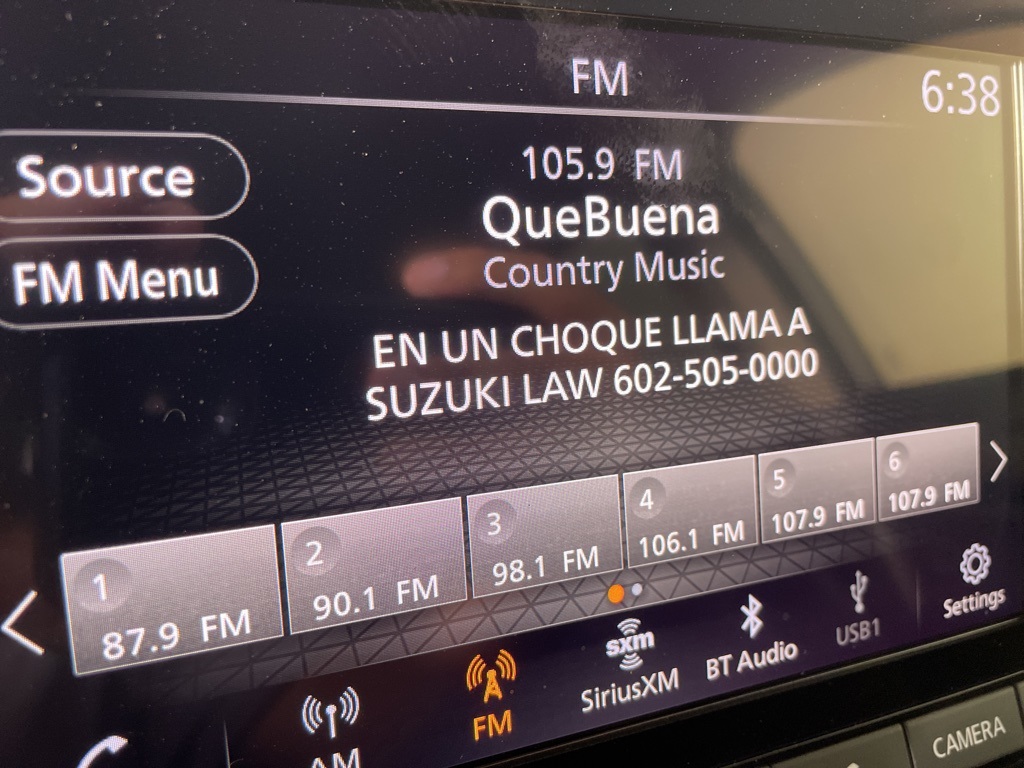 FM
6:38
Source
FM Menu
105.9 FM
QueBuena
Country Music
EN UN CHOQUE LLAMA A
SUZUKI LAW 602-505-0000
1
87.9 FM
2
90.1 FM
3
98.1 FM
4
106.1 FM
5
107.9 FM
6
107.9 FM
AM
FM
sxm
SiriusXM
BT Audio
USB1
Settings
CAMERA